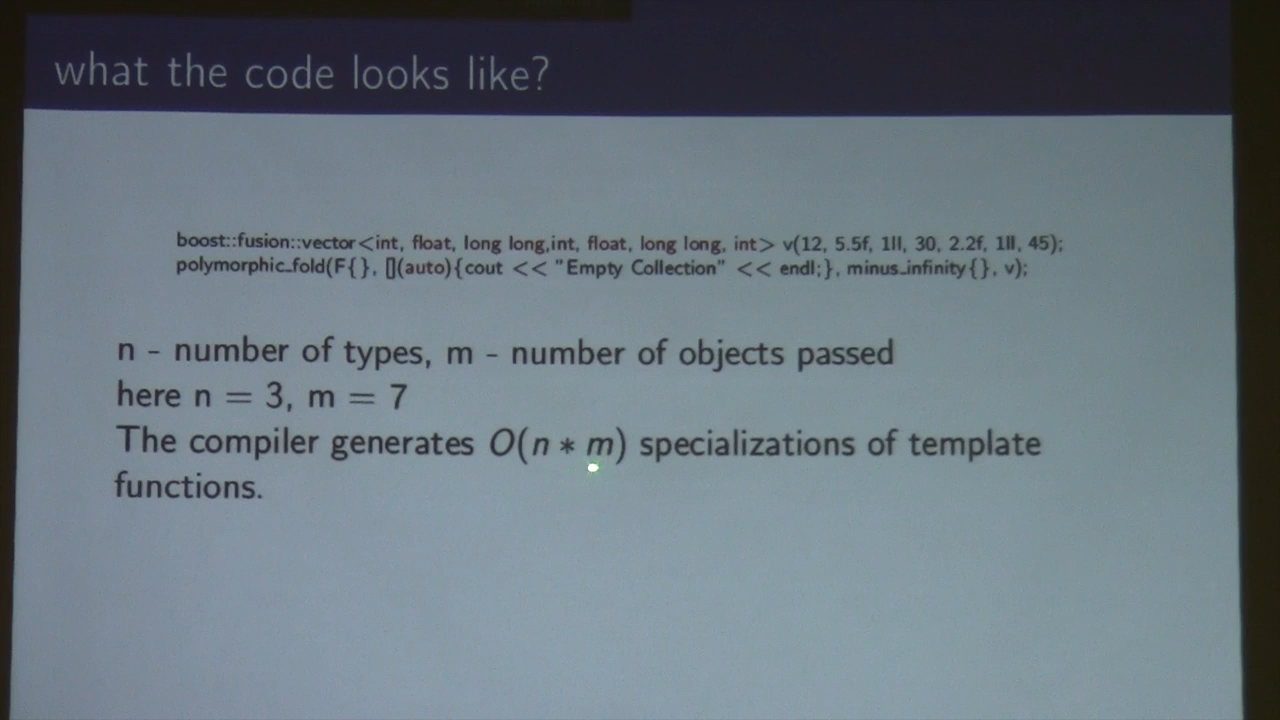 what the code looks like?
boost::fusion::vector<int, float, long long,int, float, long long, int> v(12, 5.5f, 1ll, 30, 2.2f, 1ll, 45);
polymorphic_fold(F{}, [](auto){cout << "Empty Collection" << endl;}, minus_infinity{}, v);
n - number of types, m - number of objects passed
here n = 3, m = 7
The compiler generates O(n * m) specializations of template
functions.